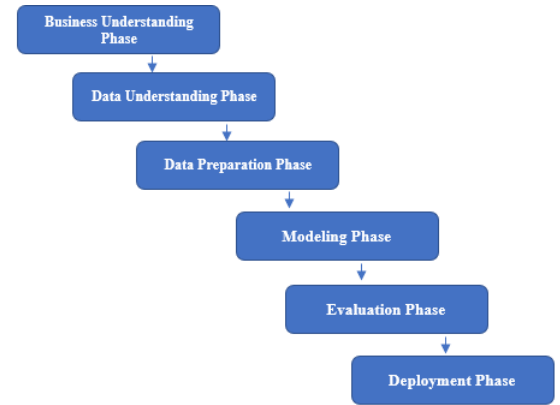 Business Understanding
Phase
Data Understanding Phase
Data Preparation Phase
Modeling Phase
Evaluation Phase
Deployment Phase